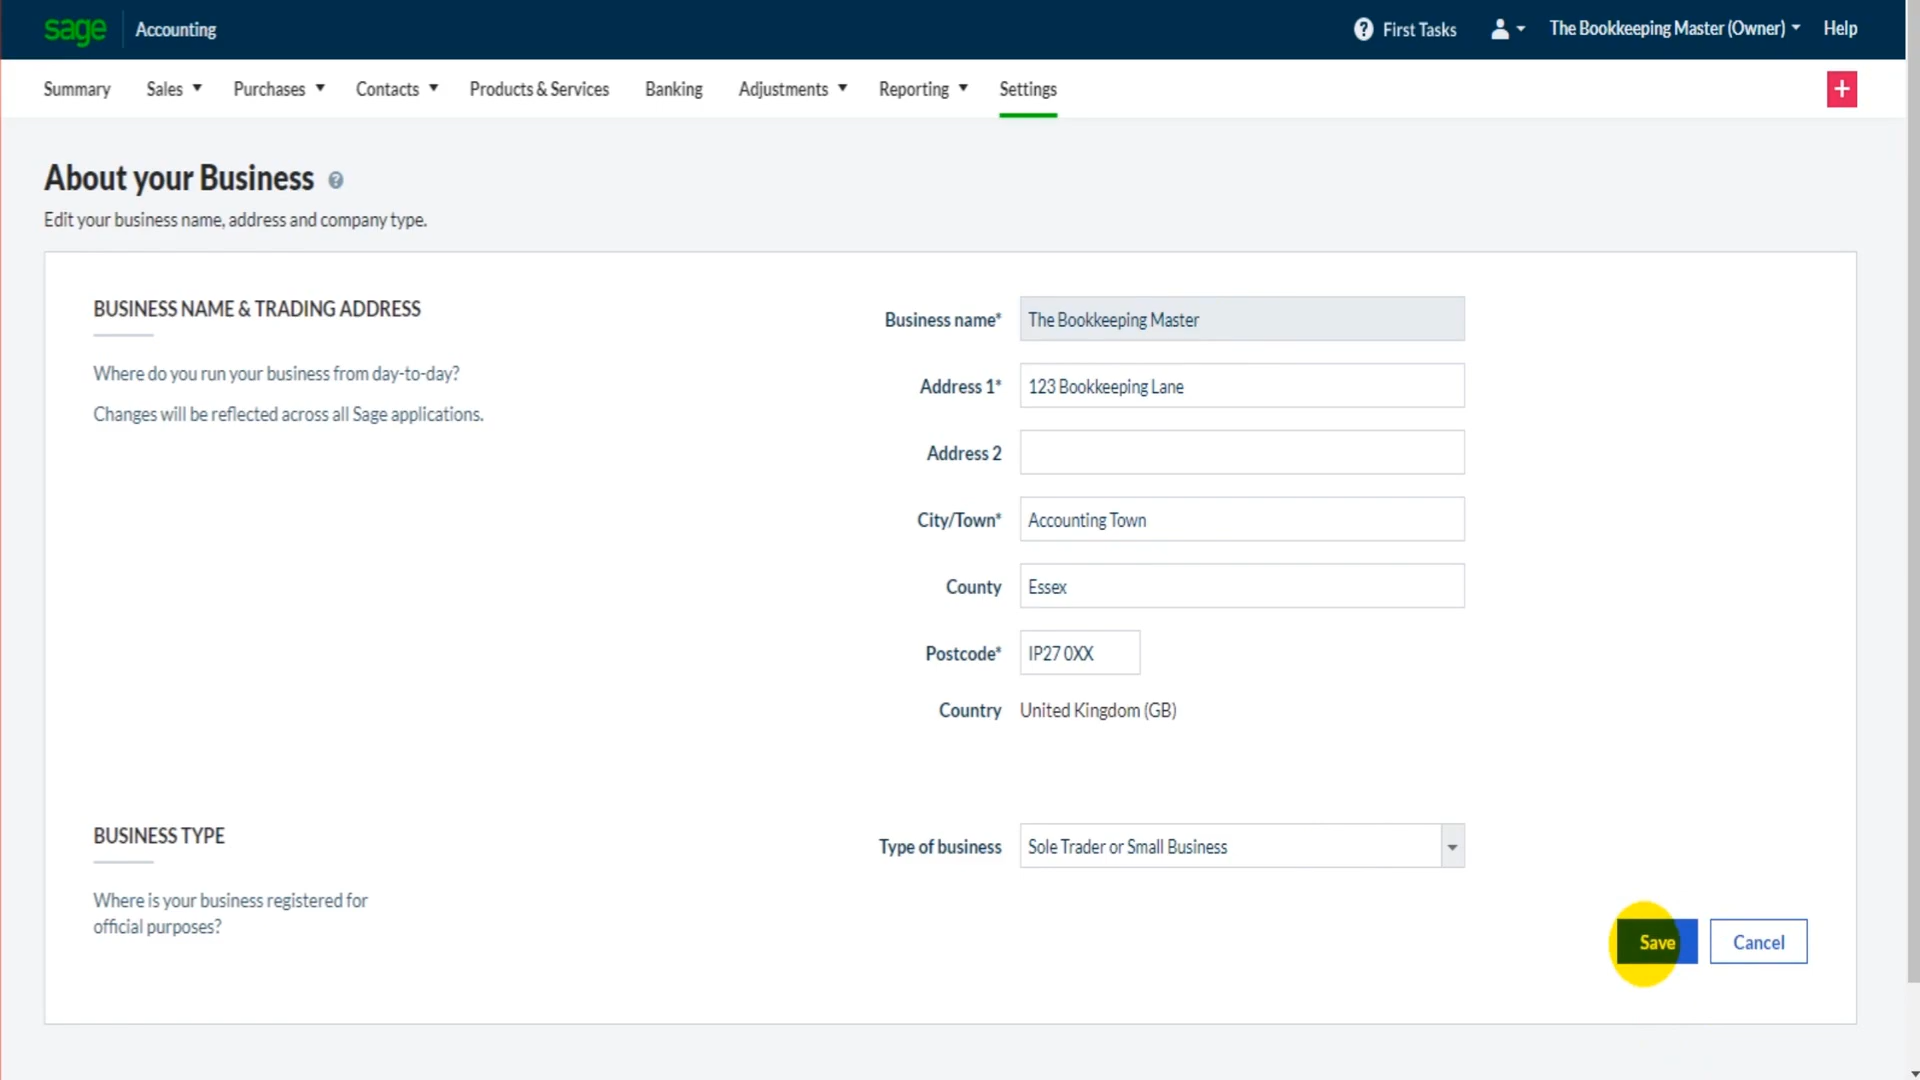 sage Accounting First Tasks The Bookkeeping Master (Owner) Help
Summary Sales Purchases Contacts Products & Services Banking Adjustments Reporting Settings +
About your Business ?
Edit your business name, address and company type.
BUSINESS NAME & TRADING ADDRESS
Where do you run your business from day-to-day?
Changes will be reflected across all Sage applications.
Business name* The Bookkeeping Master
Address 1* 123 Bookkeeping Lane
Address 2
City/Town* Accounting Town
County Essex
Postcode* IP27 0XX
Country United Kingdom (GB)
BUSINESS TYPE
Where is your business registered for
official purposes?
Type of business Sole Trader or Small Business
Save Cancel